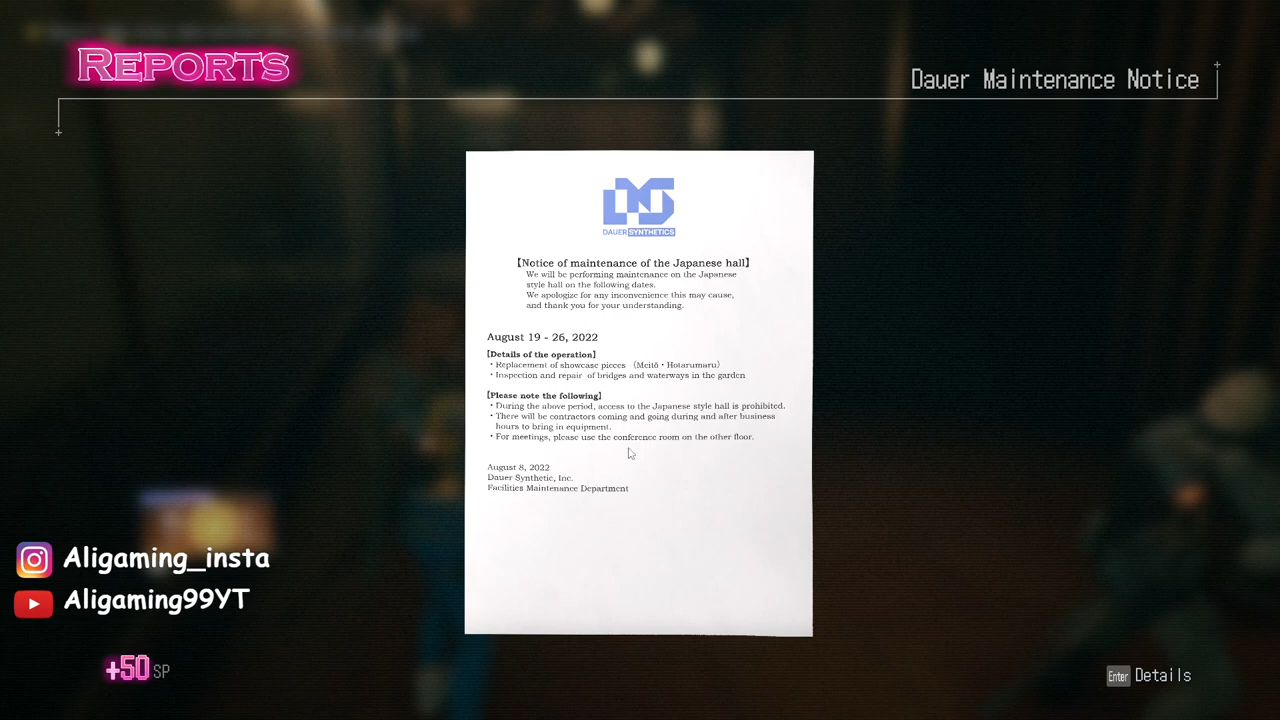 REPORTS
Dauer Maintenance Notice
DAUER SYNTHETICS
【Notice of maintenance of the Japanese hall】
We will be performing maintenance on the Japanese
style hall on the following dates.
We apologize for any inconvenience this may cause,
and thank you for your understanding.
August 19 - 26, 2022
【Details of the operation】
・Replacement of showcase pieces （Meitō・Hotarumaru）
・Inspection and repair of bridges and waterways in the garden
【Please note the following】
・During the above period, access to the Japanese style hall is prohibited.
・There will be contractors coming and going during and after business
hours to bring in equipment.
・For meetings, please use the conference room on the other floor.
August 8, 2022
Dauer Synthetic, Inc.
Facilities Maintenance Department
Aligaming_insta
Aligaming99YT
+50 SP
Enter Details